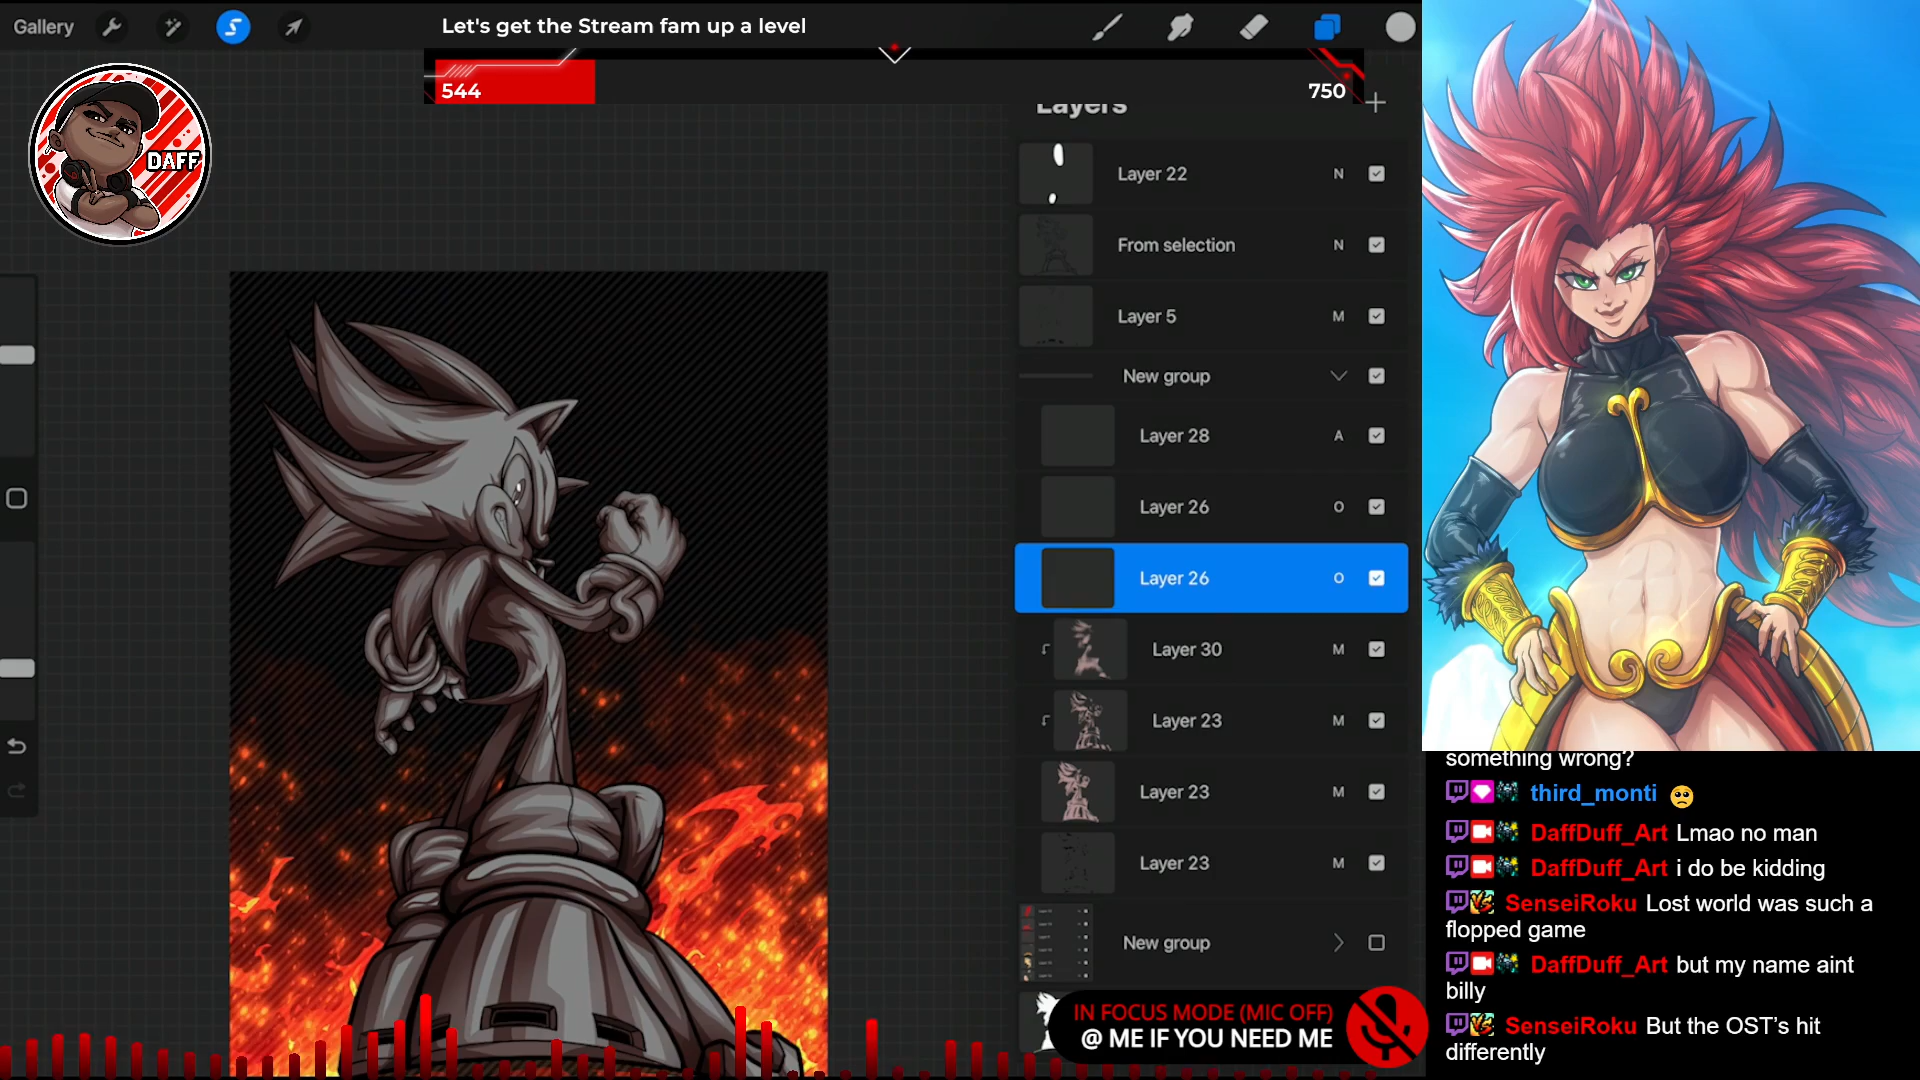 Gallery
Let's get the Stream fam up a level
544
750
DAFF
Layers
Layer 22 N
From selection N
Layer 5 M
New group
Layer 28 A
Layer 26 O
Layer 26 O
Layer 30 M
Layer 23 M
Layer 23 M
Layer 23 M
New group
IN FOCUS MODE (MIC OFF)
@ ME IF YOU NEED ME
something wrong?
third_monti
DaffDuff_Art Lmao no man
DaffDuff_Art i do be kidding
SenseiRoku Lost world was such a
flopped game
DaffDuff_Art but my name aint
billy
SenseiRoku But the OST's hit
differently